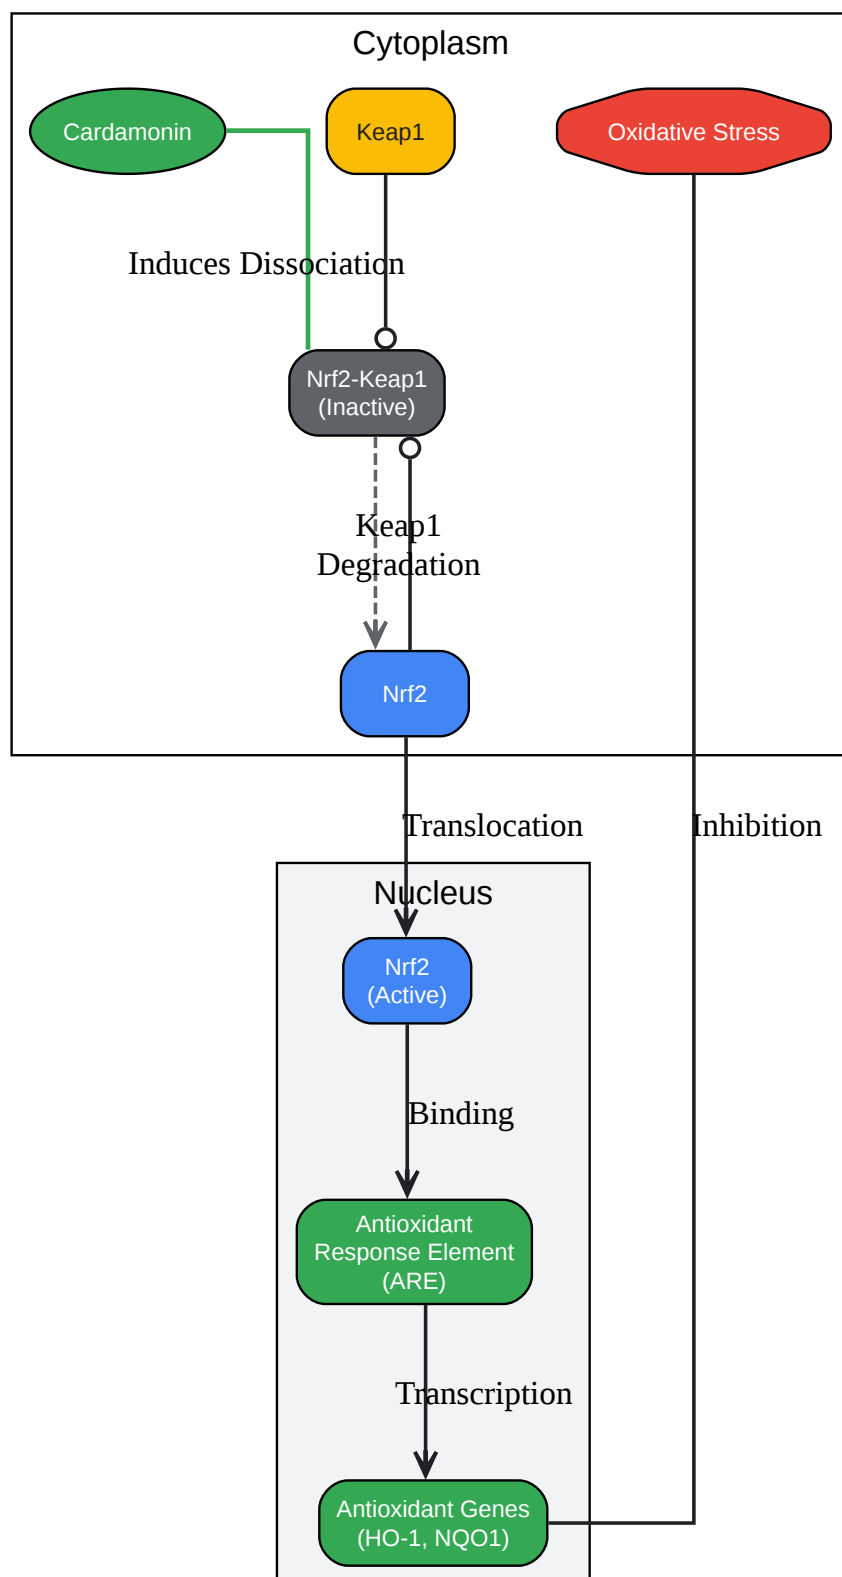 Cytoplasm
Cardamonin
Keap1
Oxidative Stress
Induces Dissociation
Nrf2-Keap1
(Inactive)
Keap1
Degradation
Nrf2
Translocation
Inhibition
Nucleus
Nrf2
(Active)
Binding
Antioxidant
Response Element
(ARE)
Transcription
Antioxidant Genes
(HO-1, NQO1)